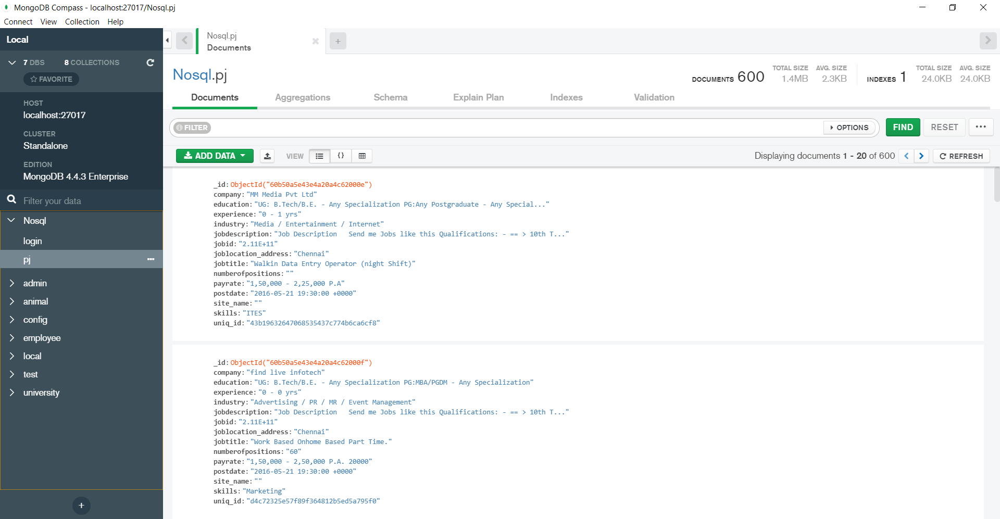 MongoDB Compass - localhost:27017/Nosql.pj
Connect View Collection Help
Local
7 DBS 8 COLLECTIONS
FAVORITE
HOST
localhost:27017
CLUSTER
Standalone
EDITION
MongoDB 4.4.3 Enterprise
Filter your data
Nosql
login
pj
admin
animal
config
employee
local
test
university
Nosql.pj
Documents
Nosql.pj
DOCUMENTS 600 TOTAL SIZE 1.4MB AVG. SIZE 2.3KB INDEXES 1 TOTAL SIZE 24.0KB AVG. SIZE 24.0KB
Documents Aggregations Schema Explain Plan Indexes Validation
FILTER OPTIONS FIND RESET ...
ADD DATA VIEW {} Displaying documents 1 - 20 of 600 REFRESH
_id: ObjectId("60b50a5e43e4a20a4c62000e")
company: "MM Media Pvt Ltd"
education: "UG: B.Tech/B.E. - Any Specialization PG:Any Postgraduate - Any Special..."
experience: "0 - 1 yrs"
industry: "Media / Entertainment / Internet"
jobdescription: "Job Description   Send me Jobs like this Qualifications: - == > 10th T..."
jobid: "2.11E+11"
joblocation_address: "Chennai"
jobtitle: "Walkin Data Entry Operator (night Shift)"
numberofpositions: ""
payrate: "1,50,000 - 2,25,000 P.A"
postdate: "2016-05-21 19:30:00 +0000"
site_name: ""
skills: "ITES"
uniq_id: "43b19632647068535437c774b6ca6cf8"
_id: ObjectId("60b50a5e43e4a20a4c62000f")
company: "find live infotech"
education: "UG: B.Tech/B.E. - Any Specialization PG:MBA/PGDM - Any Specialization"
experience: "0 - 0 yrs"
industry: "Advertising / PR / MR / Event Management"
jobdescription: "Job Description   Send me Jobs like this Qualifications: - == > 10th T..."
jobid: "2.11E+11"
joblocation_address: "Chennai"
jobtitle: "Work Based Onhome Based Part Time."
numberofpositions: "60"
payrate: "1,50,000 - 2,50,000 P.A. 20000"
postdate: "2016-05-21 19:30:00 +0000"
site_name: ""
skills: "Marketing"
uniq_id: "d4c72325e57f89f364812b5ed5a795f0"